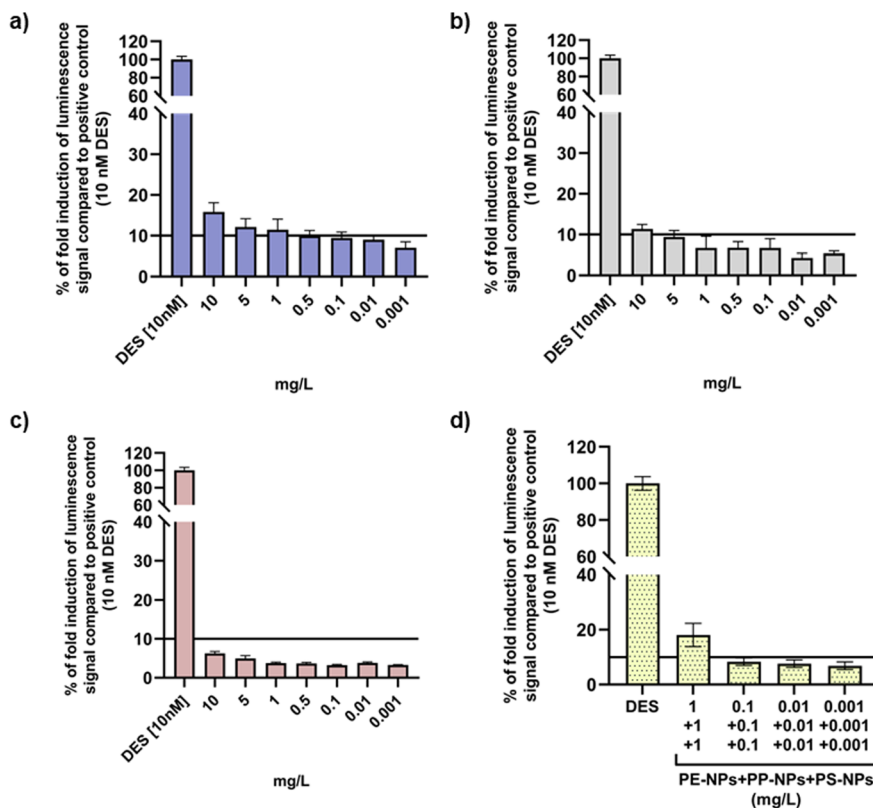 a)
% of fold induction of luminescence
signal compared to positive control
(10 nM DES)
120
100
80
60
40
20
10
0
DES [10nM]
10
5
1
0.5
0.1
0.01
0.001
mg/L
b)
% of fold induction of luminescence
signal compared to positive control
(10 nM DES)
120
100
80
60
40
20
10
0
DES [10nM]
10
5
1
0.5
0.1
0.01
0.001
mg/L
c)
% of fold induction of luminescence
signal compared to positive control
(10 nM DES)
120
100
80
60
40
30
20
10
0
DES [10nM]
10
5
1
0.5
0.1
0.01
0.001
mg/L
d)
% of fold induction of luminescence
signal compared to positive control
(10 nM DES)
120
100
80
60
40
20
10
0
DES
1 0.1 0.01 0.001
+1 +0.1 +0.01 +0.001
+1 +0.1 +0.01 +0.001
PE-NPs+PP-NPs+PS-NPs
(mg/L)